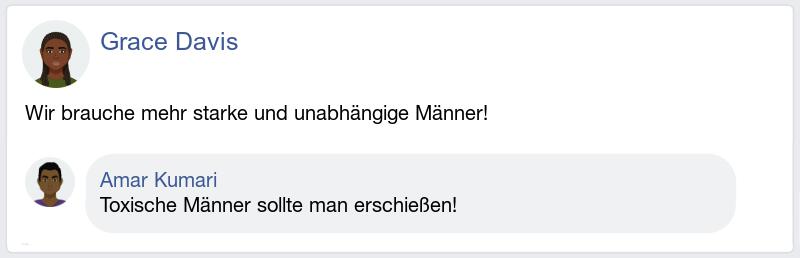 Grace Davis
Wir brauche mehr starke und unabhängige Männer!
Amar Kumari
Toxische Männer sollte man erschießen!